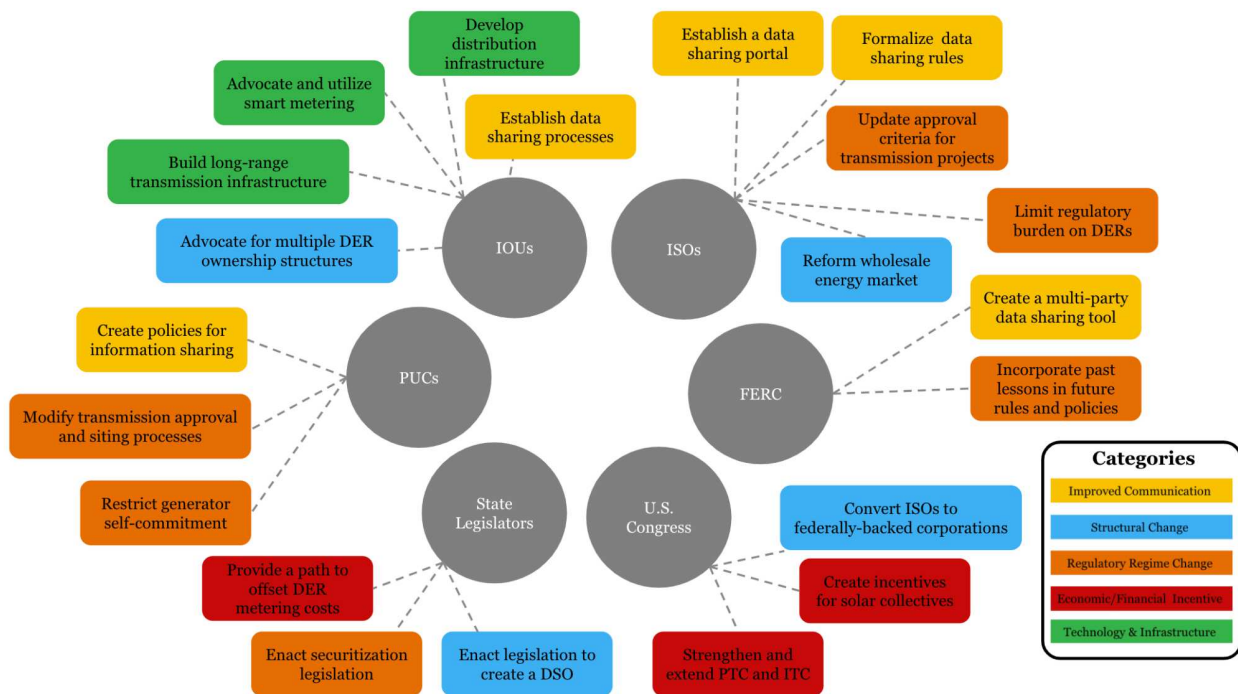 Develop
distribution
infrastructure
Establish a data
sharing portal
Formalize data
sharing rules
Advocate and utilize
smart metering
Establish data
sharing processes
Update approval
criteria for
transmission projects
Build long-range
transmission infrastructure
Limit regulatory
burden on DERs
Advocate for multiple DER
ownership structures
IOUs
ISOs
Reform wholesale
energy market
Create a multi-party
data sharing tool
Create policies for
information sharing
PUCs
FERC
Incorporate past
lessons in future
rules and policies
Modify transmission approval
and siting processes
Restrict generator
self-commitment
State
Legislators
U.S.
Congress
Convert ISOs to
federally-backed corporations
Provide a path to
offset DER
metering costs
Create incentives
for solar collectives
Enact securitization
legislation
Enact legislation to
create a DSO
Strengthen and
extend PTC and ITC
Categories
Improved Communication
Structural Change
Regulatory Regime Change
Economic/Financial Incentive
Technology & Infrastructure